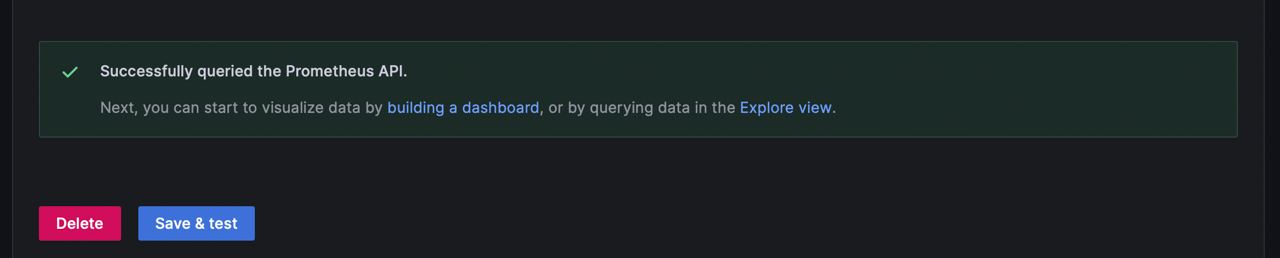 Successfully queried the Prometheus API.
Next, you can start to visualize data by building a dashboard, or by querying data in the Explore view.
Delete
Save & test